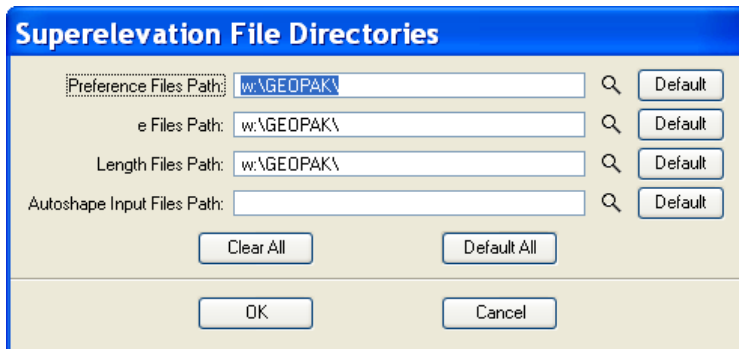 Superelevation File Directories
Preference Files Path: w:\GEOPAK\ Default
e Files Path: w:\GEOPAK\ Default
Length Files Path: w:\GEOPAK\ Default
Autoshape Input Files Path: Default
Clear All Default All
OK Cancel